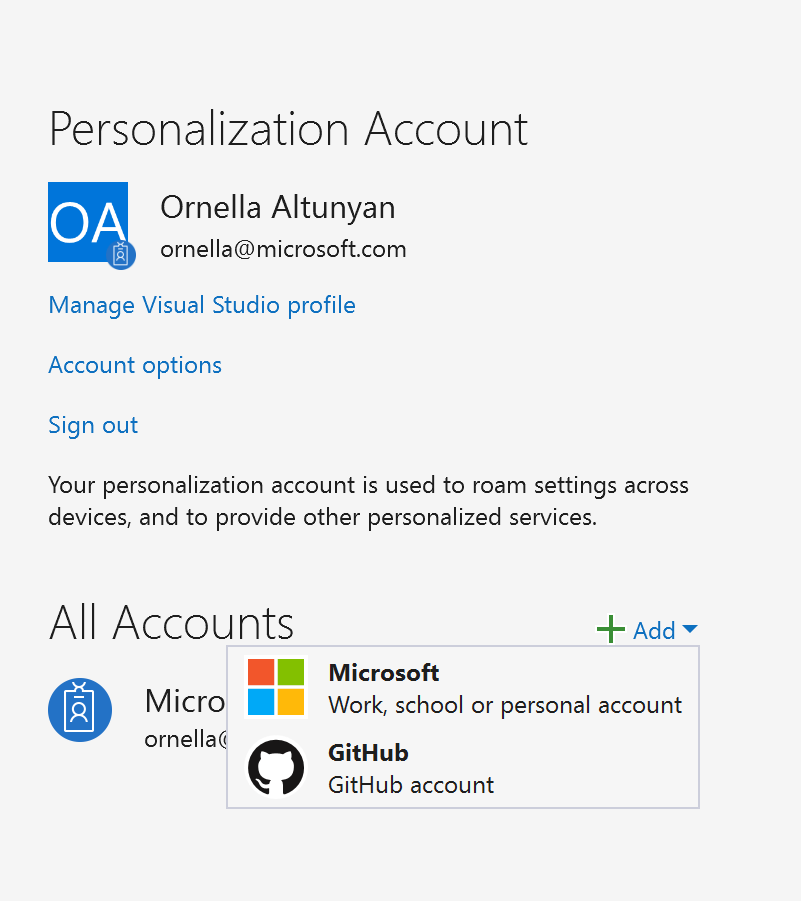 Personalization Account
OA
Ornella Altunyan
ornella@microsoft.com
Manage Visual Studio profile
Account options
Sign out
Your personalization account is used to roam settings across
devices, and to provide other personalized services.
All Accounts
Add
Micro
ornella@
Microsoft
Work, school or personal account
GitHub
GitHub account